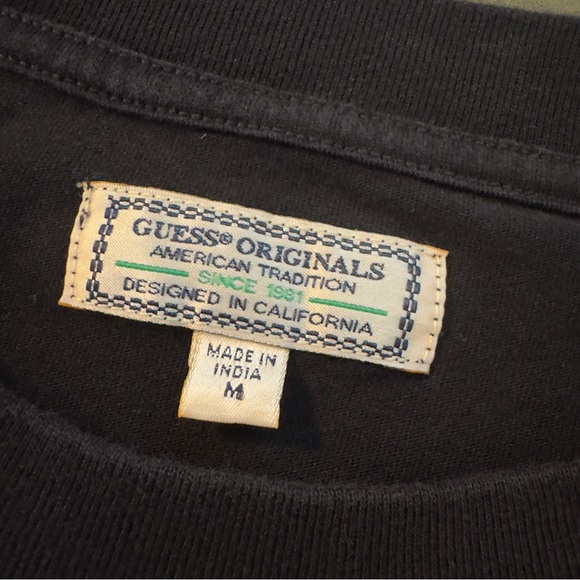 GUESS® ORIGINALS
AMERICAN TRADITION
SINCE 1981
DESIGNED IN CALIFORNIA
MADE IN
INDIA
M